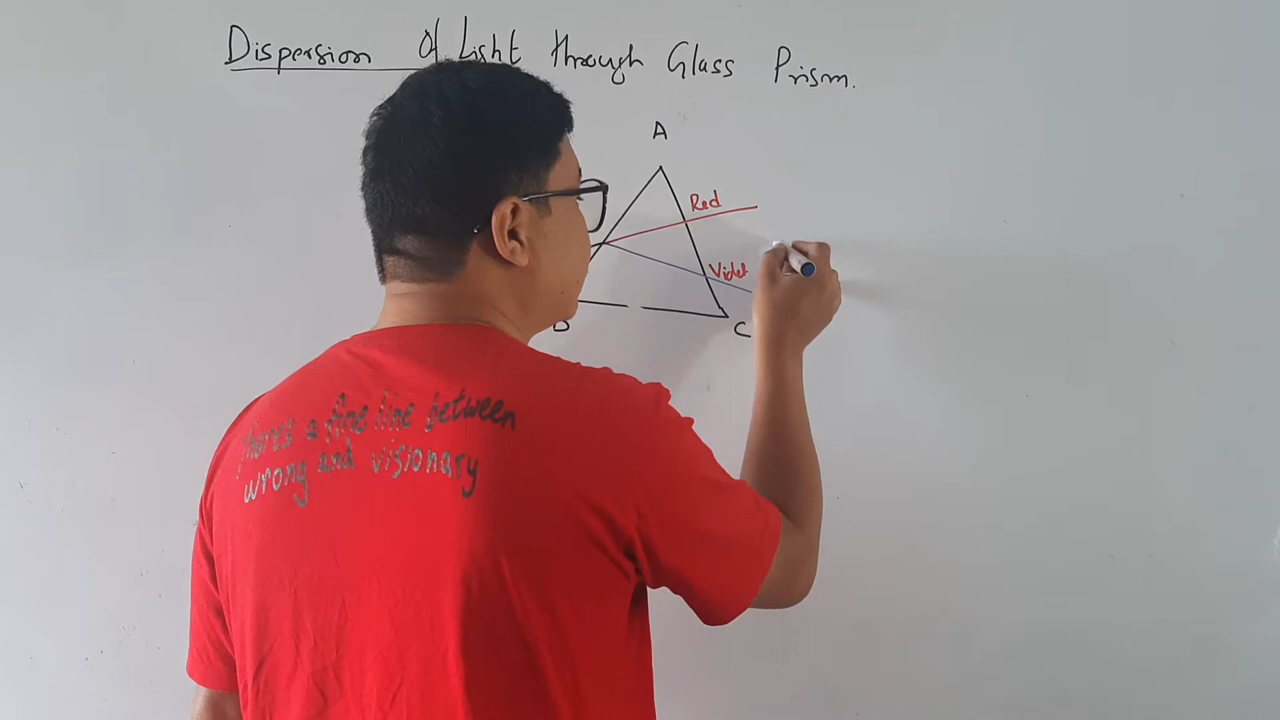 Dispersion Of Light through Glass Prism.
A
Red
Violet
B
C
there's a fine line between
wrong and visionary